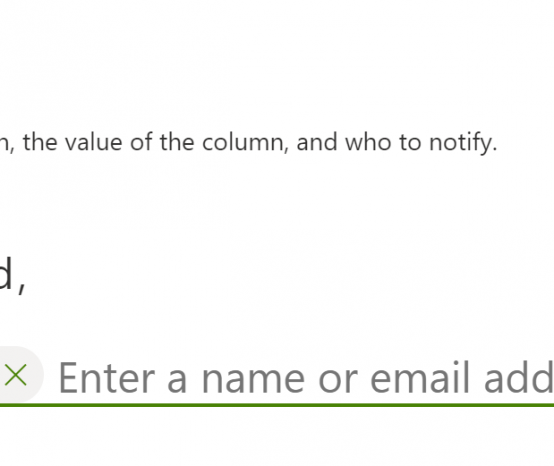 n, the value of the column, and who to notify.
d,
Enter a name or email add